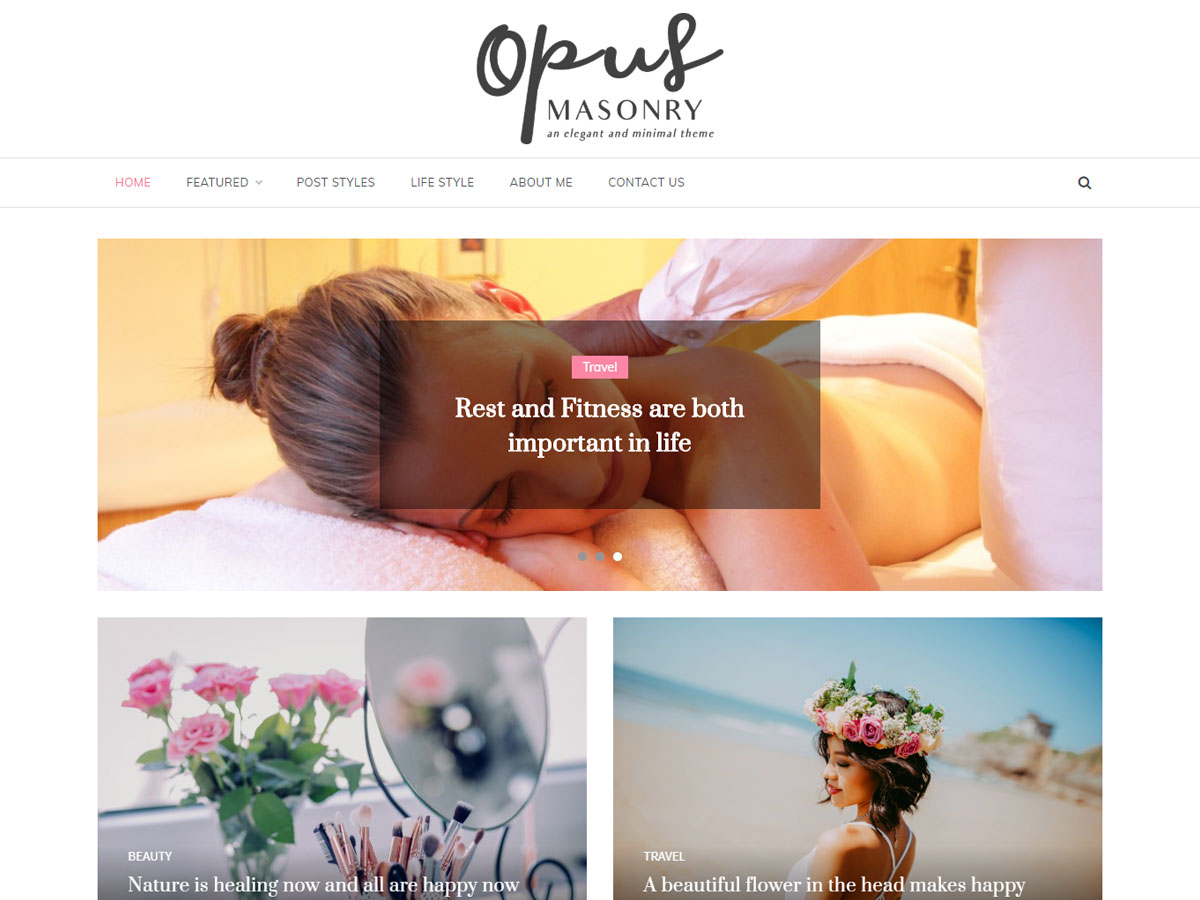 Opus
MASONRY
an elegant and minimal theme
HOME FEATURED POST STYLES LIFE STYLE ABOUT ME CONTACT US
Travel
Rest and Fitness are both
important in life
BEAUTY
Nature is healing now and all are happy now
TRAVEL
A beautiful flower in the head makes happy